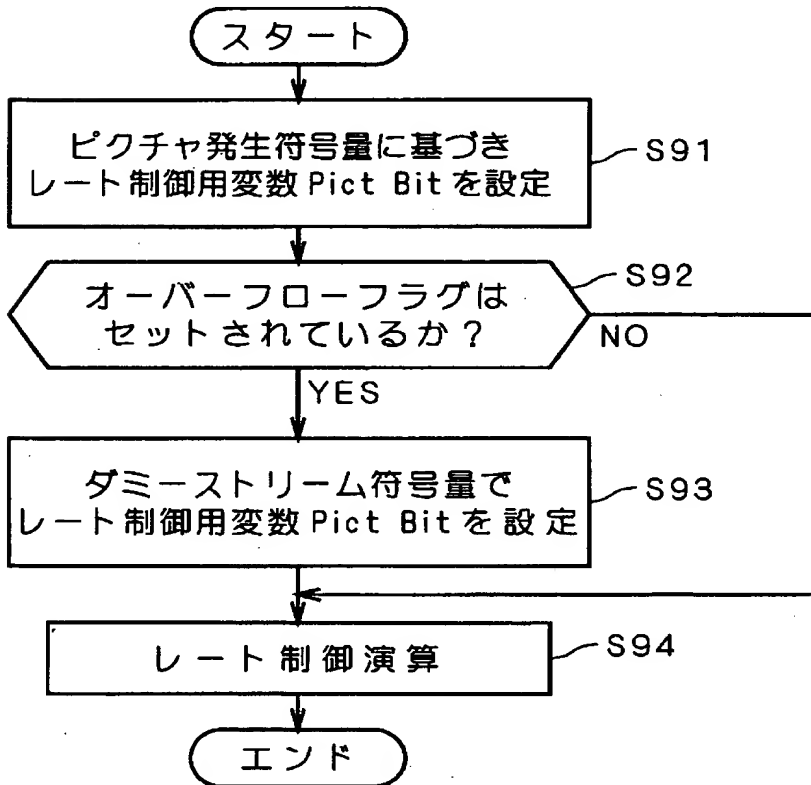 スタート
ピクチャ発生符号量に基づき
レート制御用変数 Pict Bit を設定
S91
オーバーフローフラグは
セットされているか？
S92
NO
YES
ダミーストリーム符号量で
レート制御用変数 Pict Bit を設定
S93
レート制御演算
S94
エンド